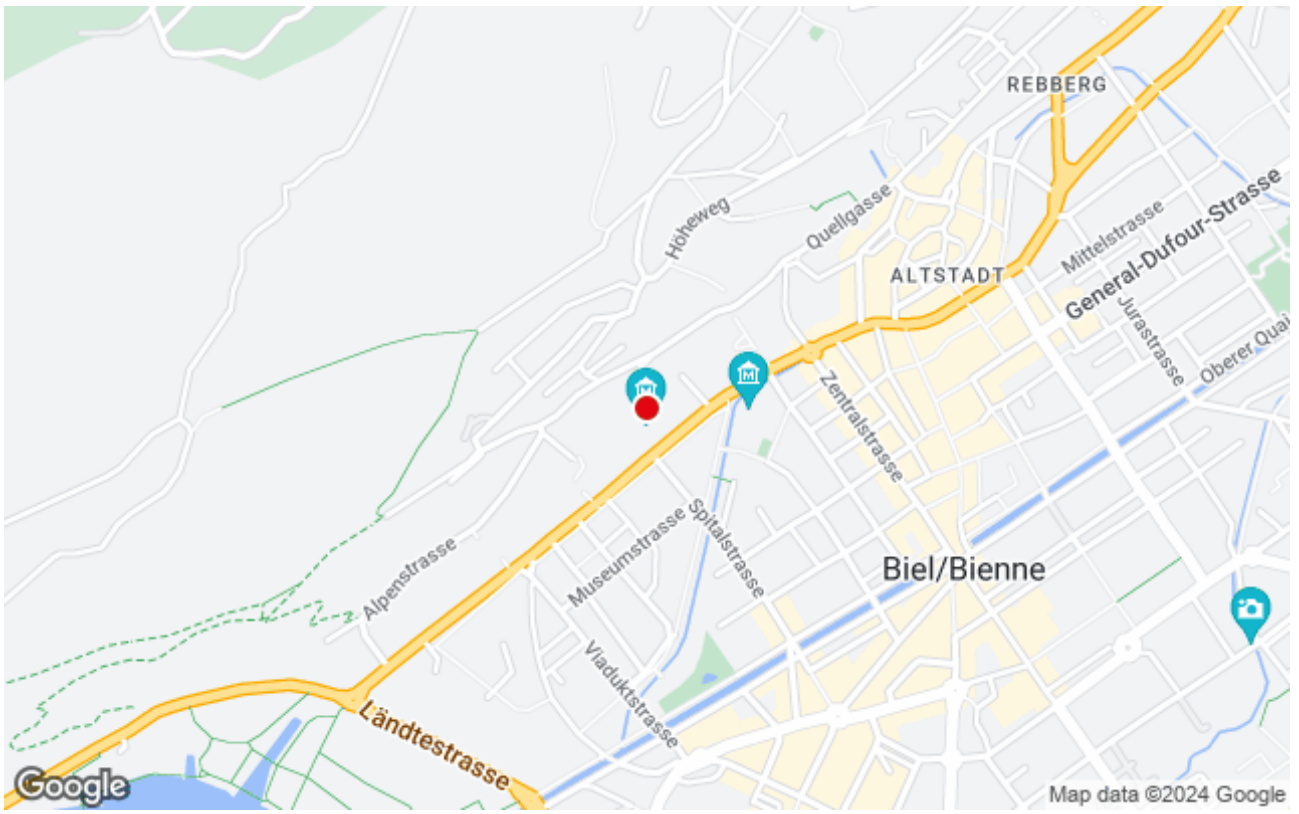 REBBERG
Höheweg
Quellgasse
Mittelstrasse
General-Dufour-Strasse
ALTSTADT
Jurastrasse
Oberer Quai
Zentralstrasse
Spitalstrasse
Museumstrasse
Biel/Bienne
Alpenstrasse
Viaduktstrasse
Ländtestrasse
Google
Map data ©2024 Google